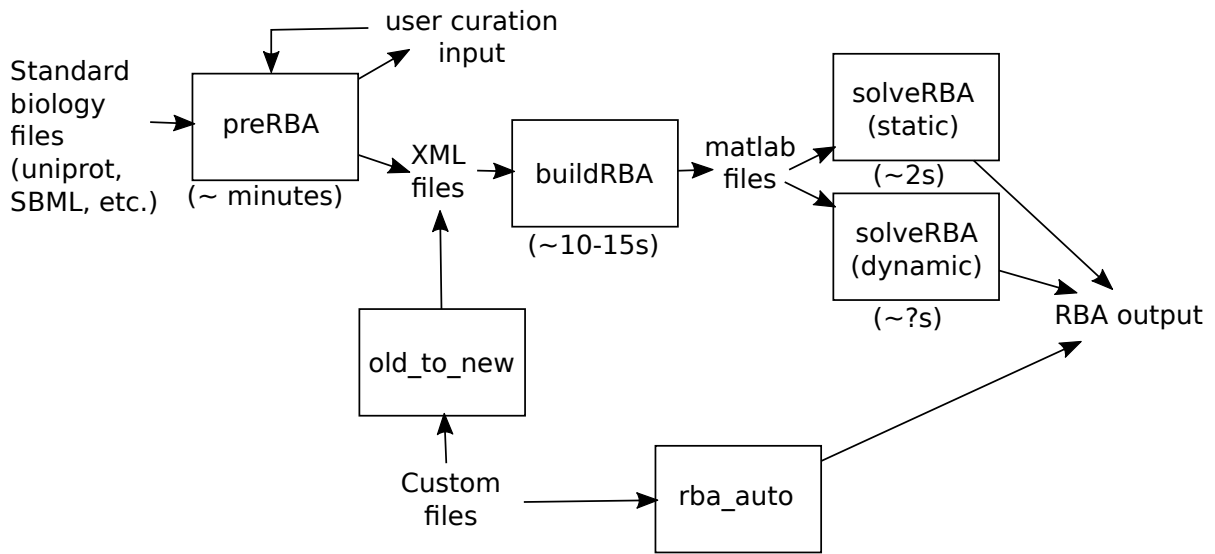 user curation
input
Standard
biology
files
(uniprot,
SBML, etc.)
preRBA
(~ minutes)
XML
files
buildRBA
(~10-15s)
matlab
files
solveRBA
(static)
(~2s)
solveRBA
(dynamic)
(~?s)
RBA output
old_to_new
Custom
files
rba_auto